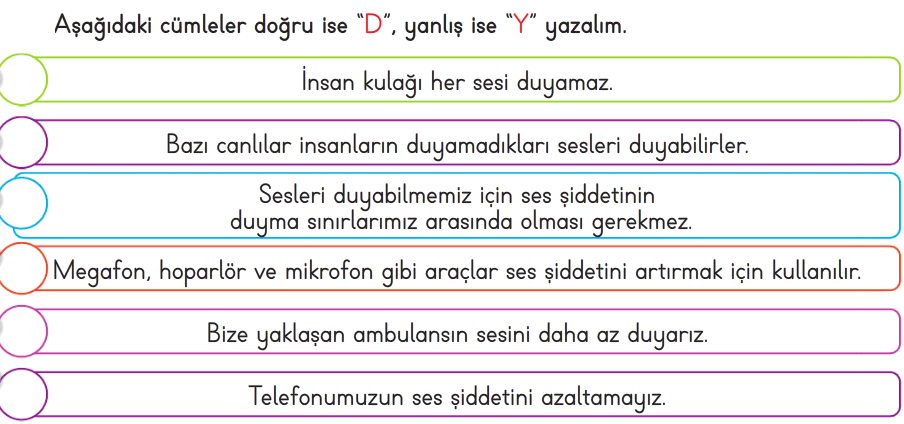 Aşağıdaki cümleler doğru ise "D", yanlış ise "Y" yazalım.
İnsan kulağı her sesi duyamaz.
Bazı canlılar insanların duyamadıkları sesleri duyabilirler.
Sesleri duyabilmemiz için ses şiddetinin
duyma sınırlarımız arasında olması gerekmez.
Megafon, hoparlör ve mikrofon gibi araçlar ses şiddetini artırmak için kullanılır.
Bize yaklaşan ambulansın sesini daha az duyarız.
Telefonumuzun ses şiddetini azaltamayız.